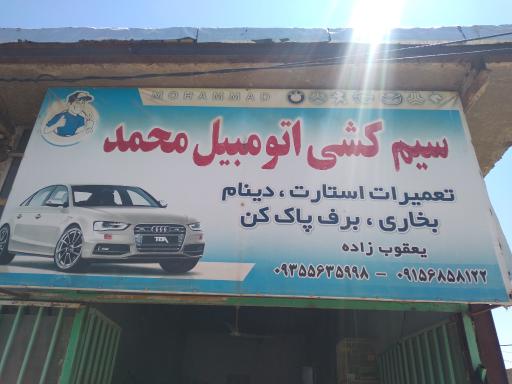 MOHAMMAD
سیم کشی اتومبیل محمد
تعمیرات استارت ، دینام
بخاری ، برف پاک کن
یعقوب زاده
۰۹۱۵۶۸۵۸۱۲۲ - ۰۹۳۵۵۶۳۵۹۹۸